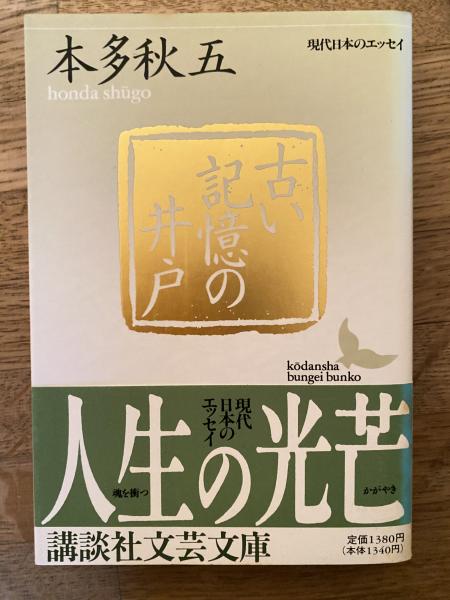 本多秋五
honda shūgo
現代日本のエッセイ
古い
記憶の
井戸
kōdansha
bungei bunko
現代
日本の
エッセイ
人生の光芒
魂を衝つ
かがやき
講談社文芸文庫
定価1380円
(本体1340円)